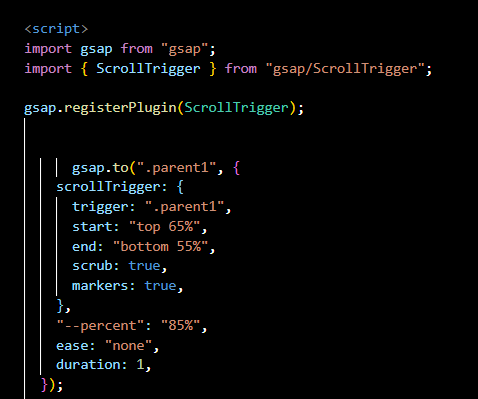 <script>
import gsap from "gsap";
import { ScrollTrigger } from "gsap/ScrollTrigger";
gsap.registerPlugin(ScrollTrigger);
gsap.to(".parent1", {
scrollTrigger: {
trigger: ".parent1",
start: "top 65%",
end: "bottom 55%",
scrub: true,
markers: true,
},
"--percent": "85%",
ease: "none",
duration: 1,
});